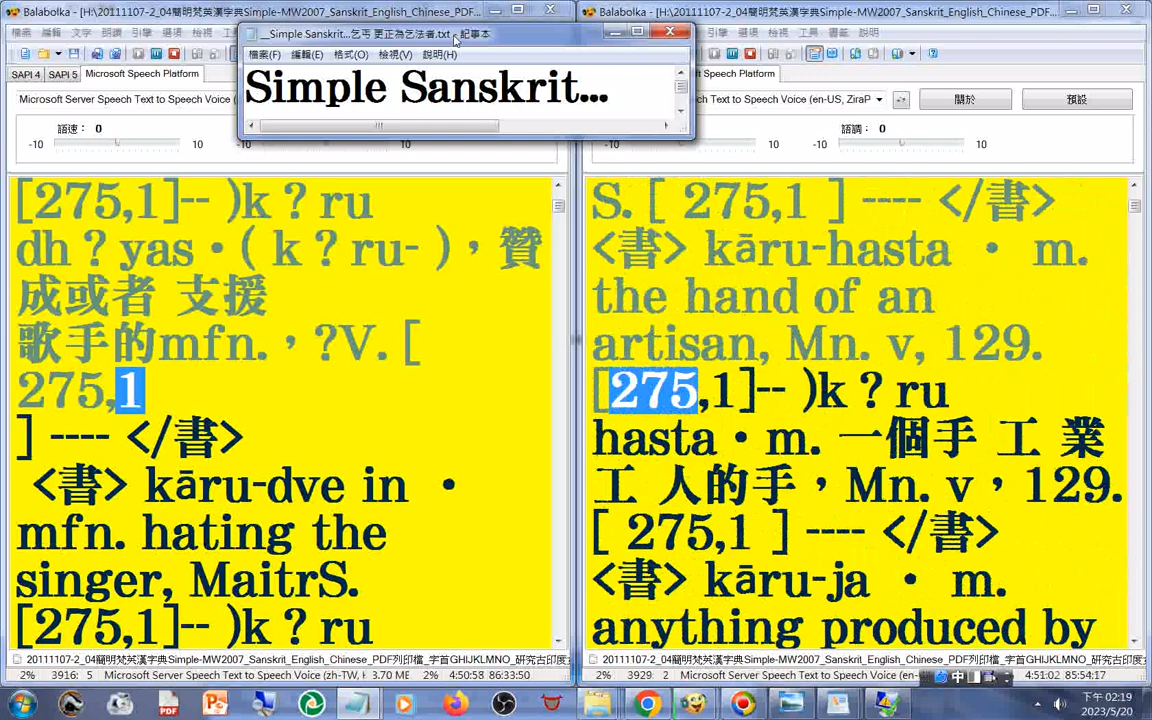 Balabolka - [H:\20111107-2_04簡明梵英漢字典Simple-MW2007_Sanskrit_English_Chinese_PDF...
Balabolka - [H:\20111107-2_04簡明梵英漢字典Simple-MW2007_Sanskrit_English_Chinese_PDF...
__Simple Sanskrit...乞丐 更正為乞法者.txt - 記事本
檔案(F) 編輯(E) 格式(O) 檢視(V) 說明(H)
Simple Sanskrit...
SAPI 4 SAPI 5 Microsoft Speech Platform
Speech Platform
Microsoft Server Speech Text to Speech Voice (
Text to Speech Voice (en-US, ZiraP
關於
預設
語速： 0
-10
10
語調： 0
-10
10
[275,1]-- )k ? ru
dh ? yas •( k ? ru- )，贊
成或者 支援
歌手的mfn.，?V. [
275,1
] ---- </書>
<書> kāru-dve in •
mfn. hating the
singer, MaitrS.
[275,1]-- )k ? ru
S. [ 275,1 ] ---- </書>
<書> kāru-hasta • m.
the hand of an
artisan, Mn. v, 129.
[275,1]-- )k ? ru
hasta • m. 一個手 工 業
工 人的手，Mn. v，129.
[ 275,1 ] ---- </書>
<書> kāru-ja • m.
anything produced by
20111107-2_04簡明梵英漢字典Simple-MW2007_Sanskrit_English_Chinese_PDF列印檔_字首GHIJKLMNO_研究古印度
20111107-2_04簡明梵英漢字典Simple-MW2007_Sanskrit_English_Chinese_PDF列印檔_字首GHIJKLMNO_研究古印度
2% 3916: 5 Microsoft Server Speech Text to Speech Voice (zh-TW, H 3.70 ME 2% 4:50:58 86:33:50
2% 3929: 2 Microsoft Server Speech Text to Speech Voice 4:51:02 85:54:17
中
下午 02:19
2023/5/20